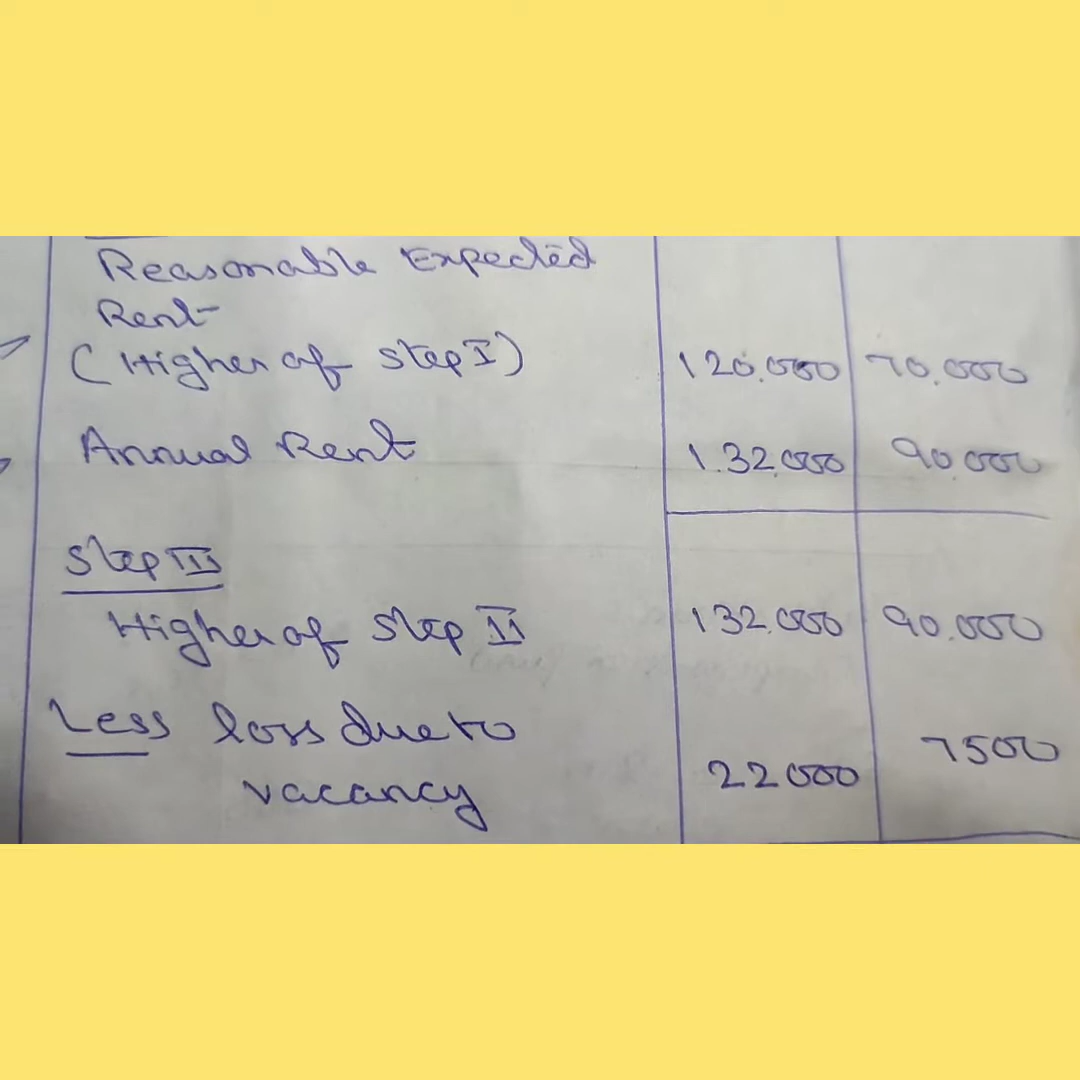 Reasonable Expected
Rent
(Higher of Step I) 120.000 70.000
Annual Rent 1.32.000 90.000
Step III
Higher of Step II 132.000 90.000
Less loss due to 7500
vacancy 22000